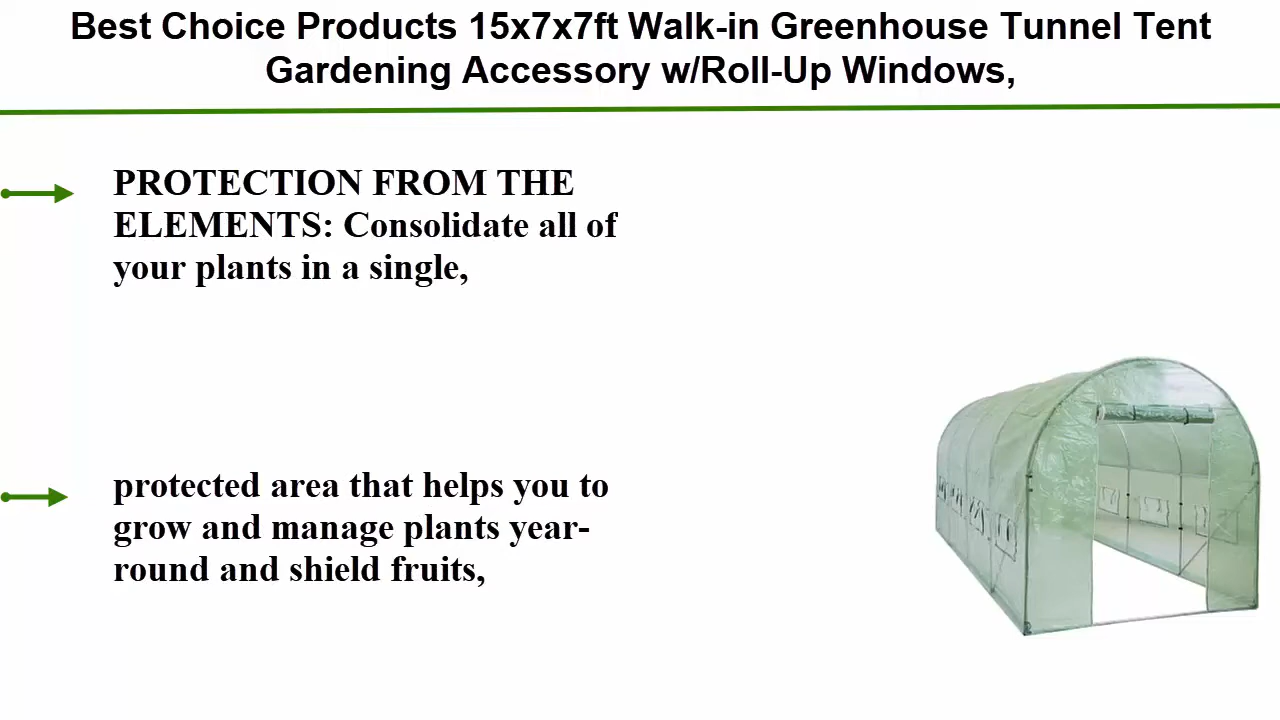 Best Choice Products 15x7x7ft Walk-in Greenhouse Tunnel Tent
Gardening Accessory w/Roll-Up Windows,
PROTECTION FROM THE
ELEMENTS: Consolidate all of
your plants in a single,
protected area that helps you to
grow and manage plants year-
round and shield fruits,